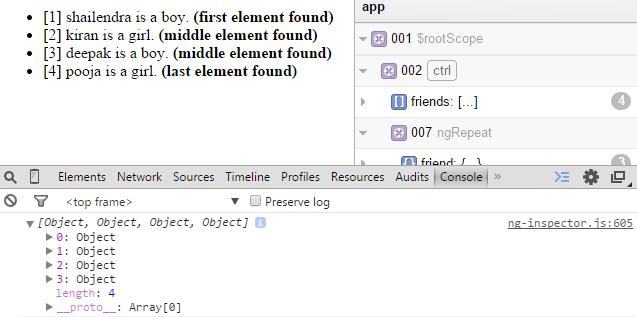 • [1] shailendra is a boy. (first element found)
• [2] kiran is a girl. (middle element found)
• [3] deepak is a boy. (middle element found)
• [4] pooja is a girl. (last element found)
app
001 $rootScope
002 ctrl
[] friends: [...]
4
007 ngRepeat
{} friend: {...}
Elements Network Sources Timeline Profiles Resources Audits Console »
<top frame> ▼ Preserve log
▼ [Object, Object, Object, Object] i ng-inspector.js:605
▶ 0: Object
▶ 1: Object
▶ 2: Object
▶ 3: Object
length: 4
▶ __proto__: Array[0]